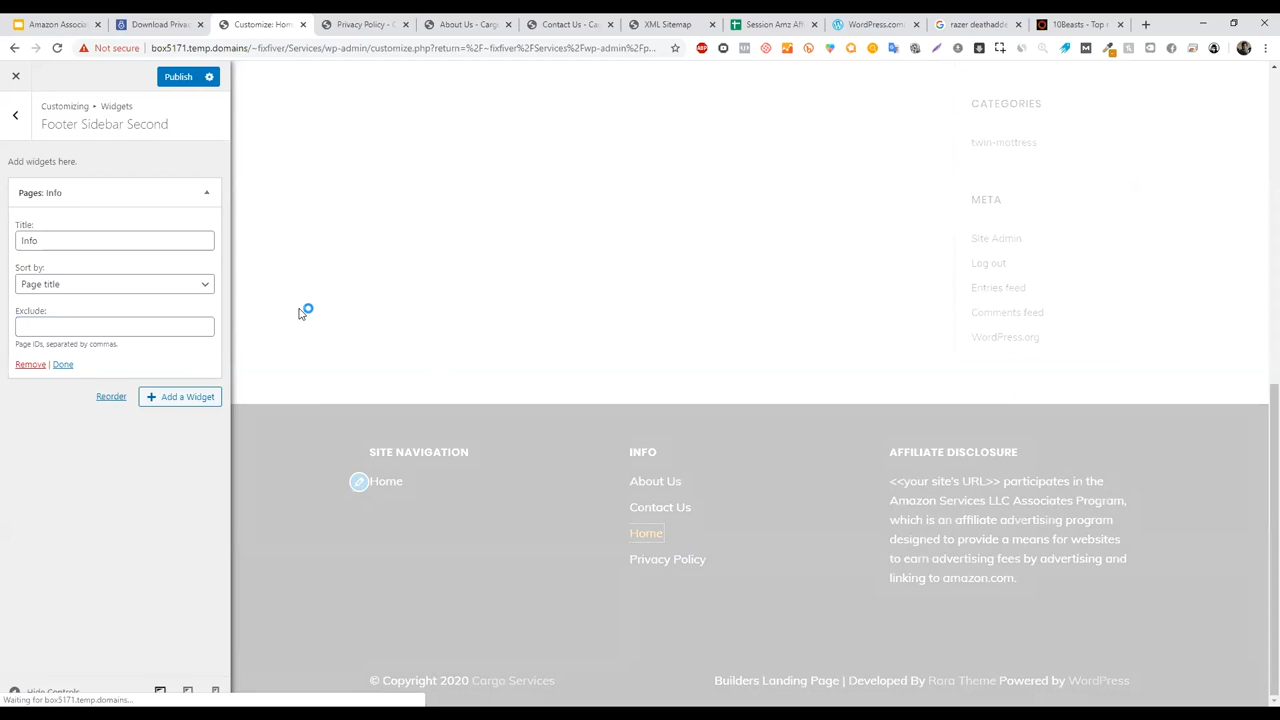 Amazon Associa
Download Priva
Customize: Hom
Privacy Policy - C
About Us - Cargo
Contact Us - Car
XML Sitemap
Session Amz Aff
WordPress.com
razer deathadde
10Beasts - Top r
Not secure
box5171.temp.domains/~fixfiver/Services/wp-admin/customize.php?return=%2F~fixfiver%2FServices%2Fwp-admin%2Fp...
Publish
Customizing • Widgets
Footer Sidebar Second
Add widgets here.
Pages: Info
Title:
Info
Sort by:
Page title
Exclude:
Page IDs, separated by commas.
Remove | Done
Reorder
Add a Widget
Hide Controls
Waiting for box5171.temp.domains...
CATEGORIES
twin-mattress
META
Site Admin
Log out
Entries feed
Comments feed
WordPress.org
SITE NAVIGATION
Home
INFO
About Us
Contact Us
Home
Privacy Policy
AFFILIATE DISCLOSURE
<<your site's URL>> participates in the
Amazon Services LLC Associates Program,
which is an affiliate advertising program
designed to provide a means for websites
to earn advertising fees by advertising and
linking to amazon.com.
© Copyright 2020 Cargo Services
Builders Landing Page | Developed By Rara Theme Powered by WordPress